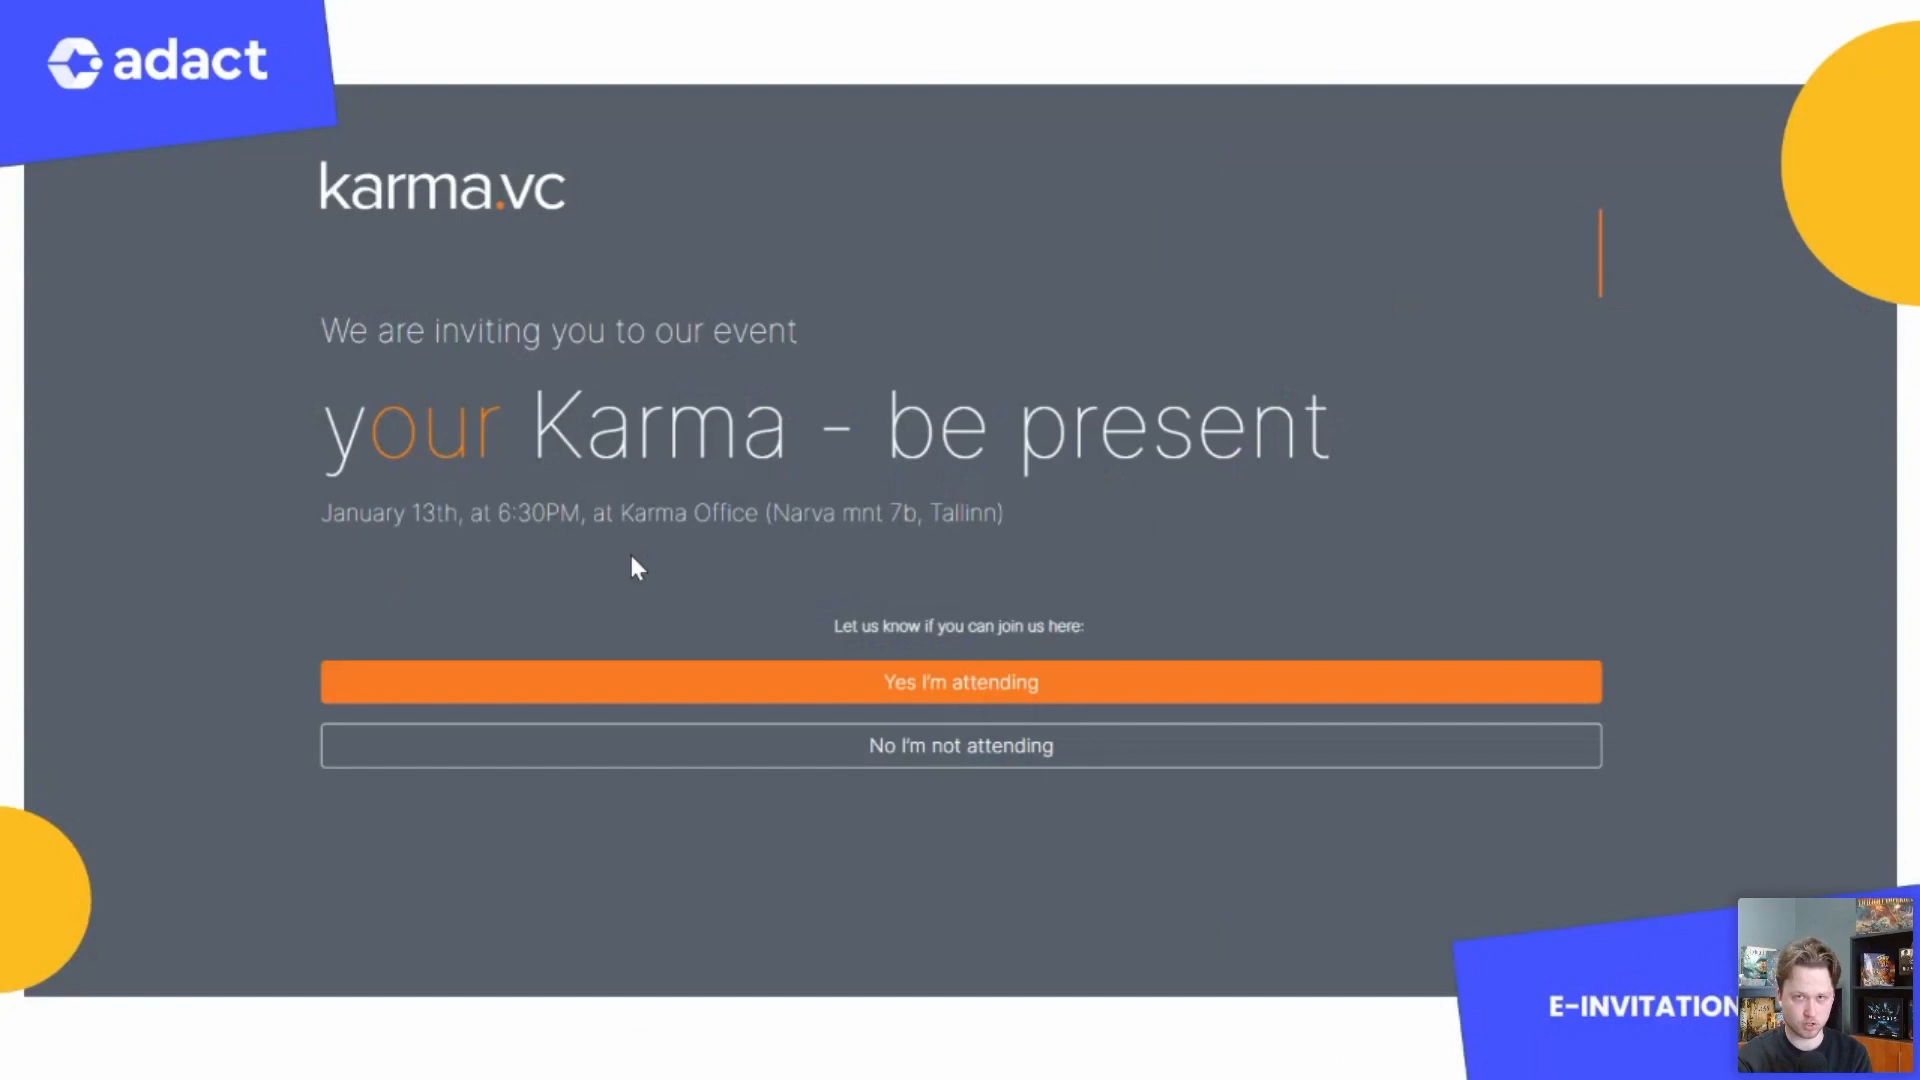 adact
karma.vc
We are inviting you to our event
your Karma - be present
January 13th, at 6:30PM, at Karma Office (Narva mnt 7b, Tallinn)
Let us know if you can join us here:
Yes I'm attending
No I'm not attending
E-INVITATION